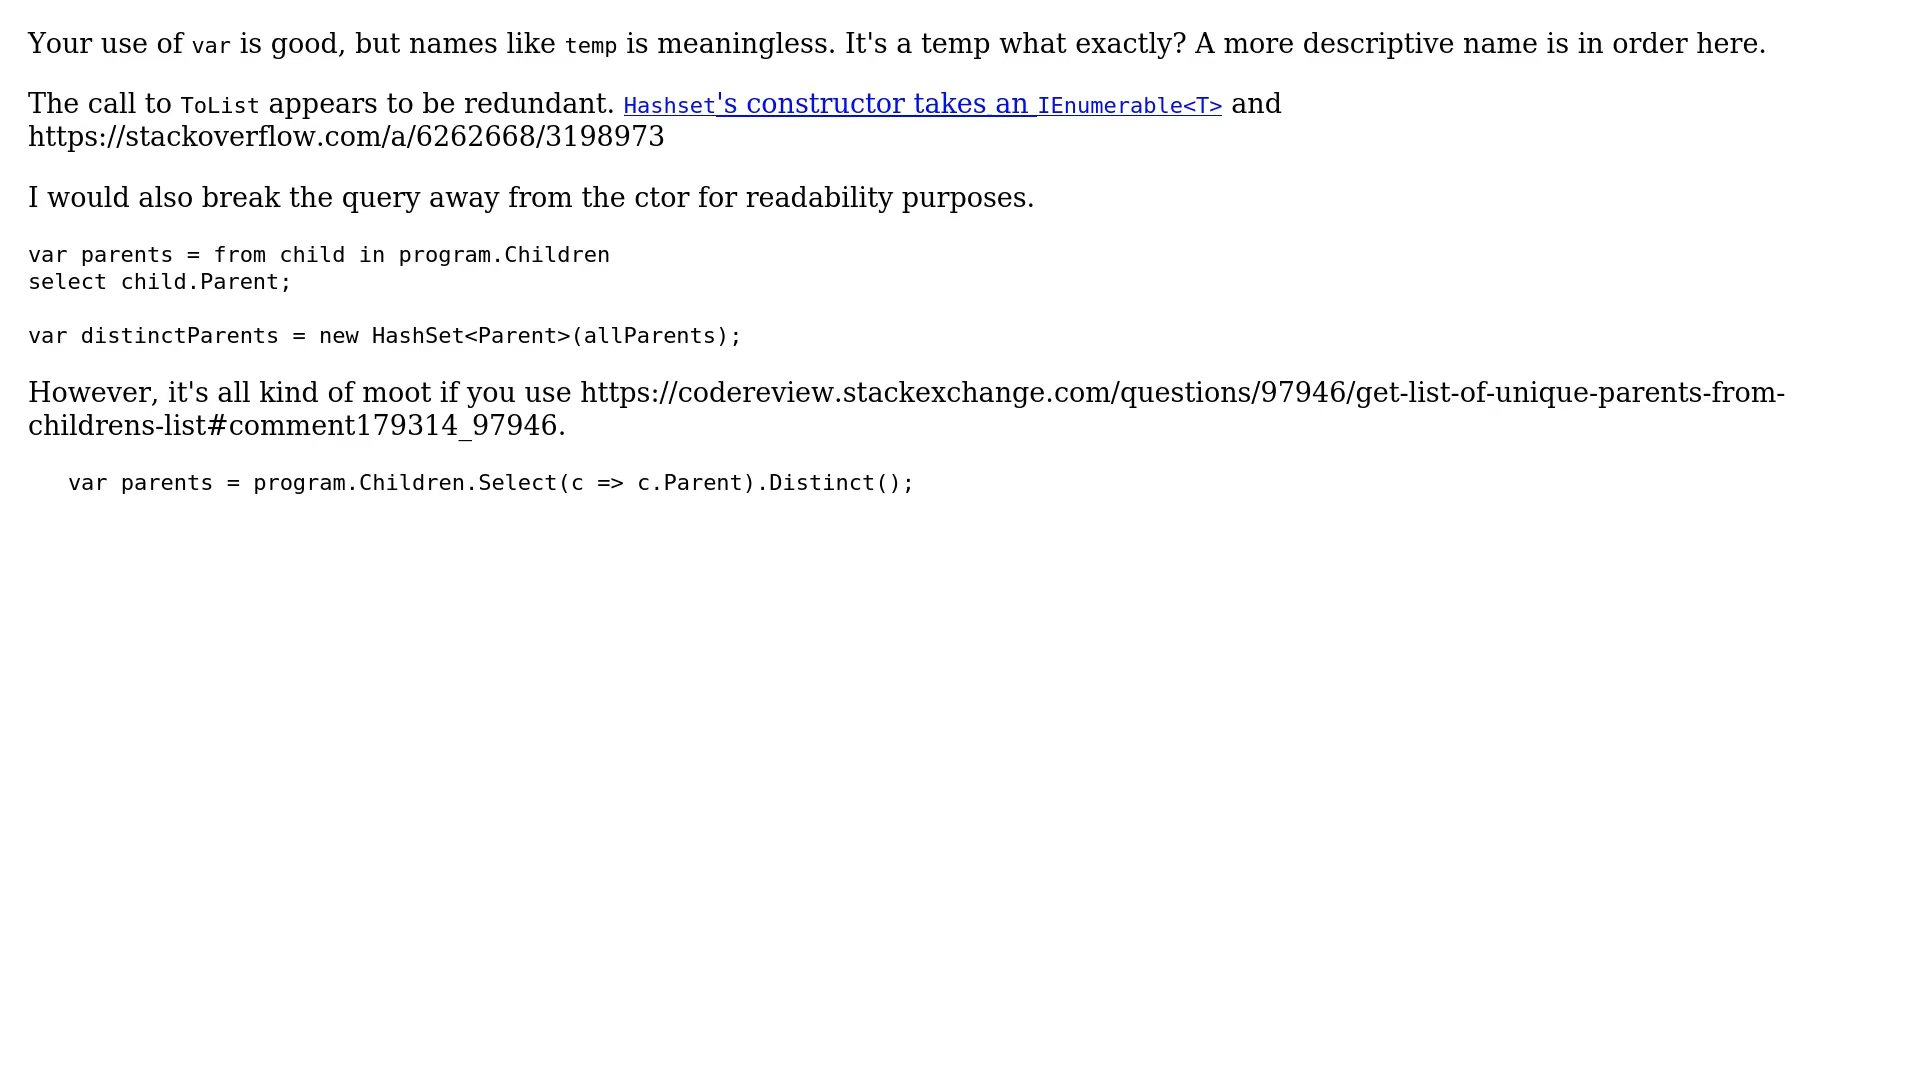 Your use of var is good, but names like temp is meaningless. It's a temp what exactly? A more descriptive name is in order here.
The call to ToList appears to be redundant. Hashset's constructor takes an IEnumerable<T> and
https://stackoverflow.com/a/6262668/3198973
I would also break the query away from the ctor for readability purposes.
var parents = from child in program.Children
select child.Parent;
var distinctParents = new HashSet<Parent>(allParents);
However, it's all kind of moot if you use https://codereview.stackexchange.com/questions/97946/get-list-of-unique-parents-from-
childrens-list#comment179314_97946.
var parents = program.Children.Select(c => c.Parent).Distinct();